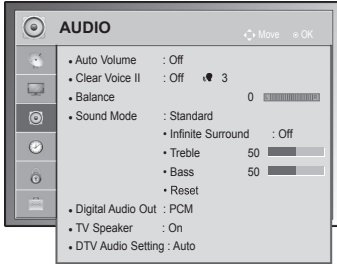 AUDIO
Move OK
• Auto Volume : Off
• Clear Voice II : Off 3
• Balance 0
• Sound Mode : Standard
• Infinite Surround : Off
• Treble 50
• Bass 50
• Reset
• Digital Audio Out : PCM
• TV Speaker : On
• DTV Audio Setting : Auto